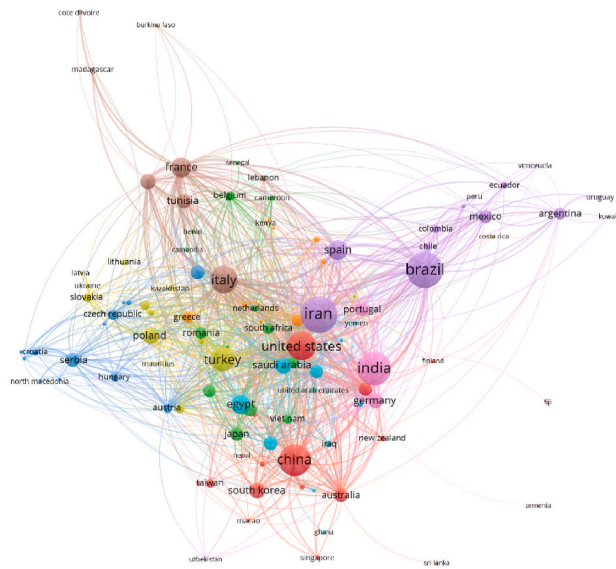 cote d'ivoire
burkina faso
madagascar
france
senegal
lebanon
venezuela
belgium
cameroon
ecuador
tunisia
peru
uruguay
mexico
argentina
kuwait
kenya
colombia
costa rica
benin
spain
chile
cambodia
lithuania
latvia
brazil
ukraine
italy
kazakhstan
slovakia
netherlands
portugal
czech republic
greece
iran
south africa
yemen
romania
poland
united states
croatia
serbia
turkey
saudi arabia
finland
mauritius
india
north macedonia
hungary
united arab emirates
germany
fiji
austria
egypt
viet nam
japan
new zealand
iraq
nepal
china
taiwan
south korea
australia
armenia
macao
ghana
uzbekistan
singapore
sri lanka